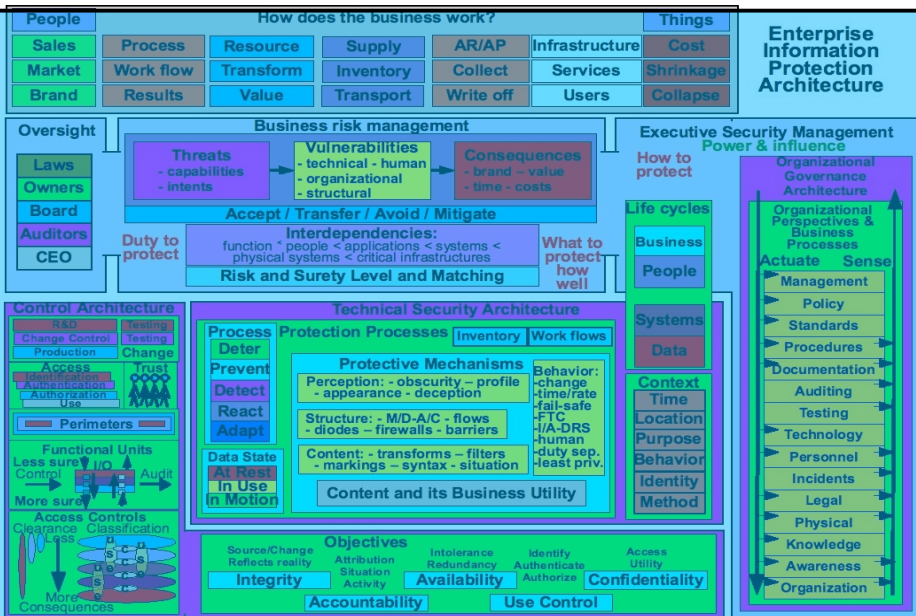 People How does the business work? Things
Sales Process Resource Supply AR/AP Infrastructure Cost
Market Work flow Transform Inventory Collect Services Shrinkage
Brand Results Value Transport Write off Users Collapse
Enterprise
Information
Protection
Architecture
Oversight
Laws
Owners
Board
Auditors
CEO
Business risk management
Threats
- capabilities
- intents
Vulnerabilities
- technical - human
- organizational
- structural
Consequences
- brand – value
- time - costs
Accept / Transfer / Avoid / Mitigate
Duty to
protect
Interdependencies:
function < people < applications < systems <
physical systems < critical infrastructures
Risk and Surety Level and Matching
What to
protect
how
well
Executive Security Management
Power & influence
How to
protect
Life cycles
Business
People
Systems
Data
Context
Time
Location
Purpose
Behavior
Identity
Method
Organizational
Governance
Architecture
Organizational
Perspectives &
Business
Processes
Actuate Sense
Management
Policy
Standards
Procedures
Documentation
Auditing
Testing
Technology
Personnel
Incidents
Legal
Physical
Knowledge
Awareness
Organization
Control Architecture
R&D Testing
Change Control Testing
Production Change
Access Trust
Identification
Authentication
Authorization
Use
Perimeters
Functional Units
Less sure I/O
Control Audit
More sure
Access Controls
Clearance Classification
Less
More
Consequences
Technical Security Architecture
Process
Deter
Prevent
Detect
React
Adapt
Data State
At Rest
In Use
In Motion
Protection Processes Inventory Work flows
Protective Mechanisms
Perception: - obscurity – profile
- appearance - deception
Structure: - M/D-A/C - flows
- diodes – firewalls - barriers
Content: - transforms – filters
- markings – syntax - situation
Behavior:
-change
-time/rate
-fail-safe
-FTC
-I/A-DRS
-human
-duty sep.
-least priv.
Content and its Business Utility
Objectives
Source/Change
Reflects reality
Integrity
Attribution
Situation
Activity
Accountability
Intolerance
Redundancy
Availability
Identify
Authenticate
Authorize
Use Control
Access
Utility
Confidentiality